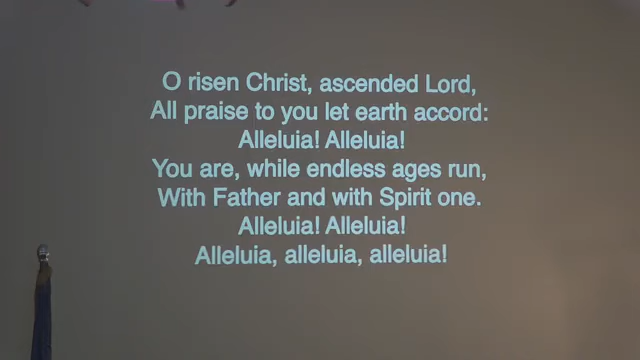 O risen Christ, ascended Lord,
All praise to you let earth accord:
Alleluia! Alleluia!
You are, while endless ages run,
With Father and with Spirit one.
Alleluia! Alleluia!
Alleluia, alleluia, alleluia!